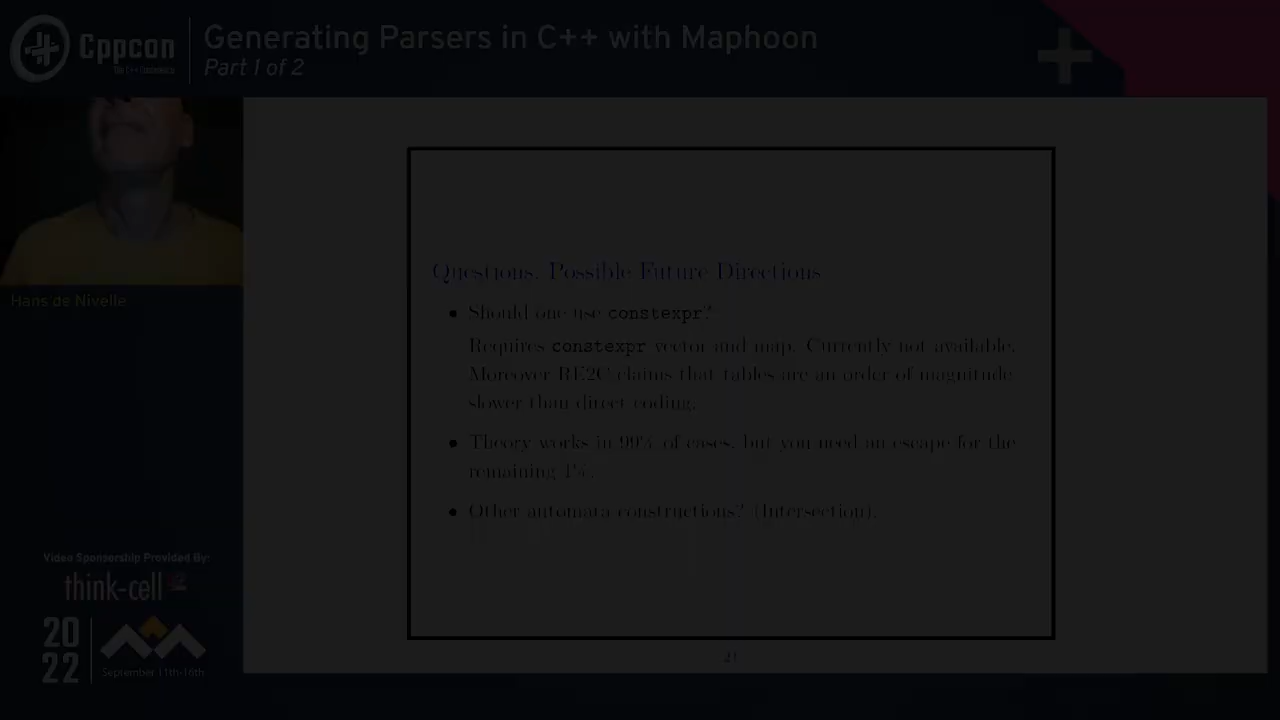 Cppcon
The C++ Conference
Generating Parsers in C++ with Maphoon
Part 1 of 2
Hans de Nivelle
Questions, Possible Future Directions
• Should one use constexpr?
Requires constexpr vector and map. Currently not available.
Moreover RE2C claims that tables are an order of magnitude
slower than direct coding.
• Theory works in 99% of cases, but you need an escape for the
remaining 1%.
• Other automata constructions? (Intersection).
21
Video Sponsorship Provided By:
think-cell
20
22
September 11th-16th